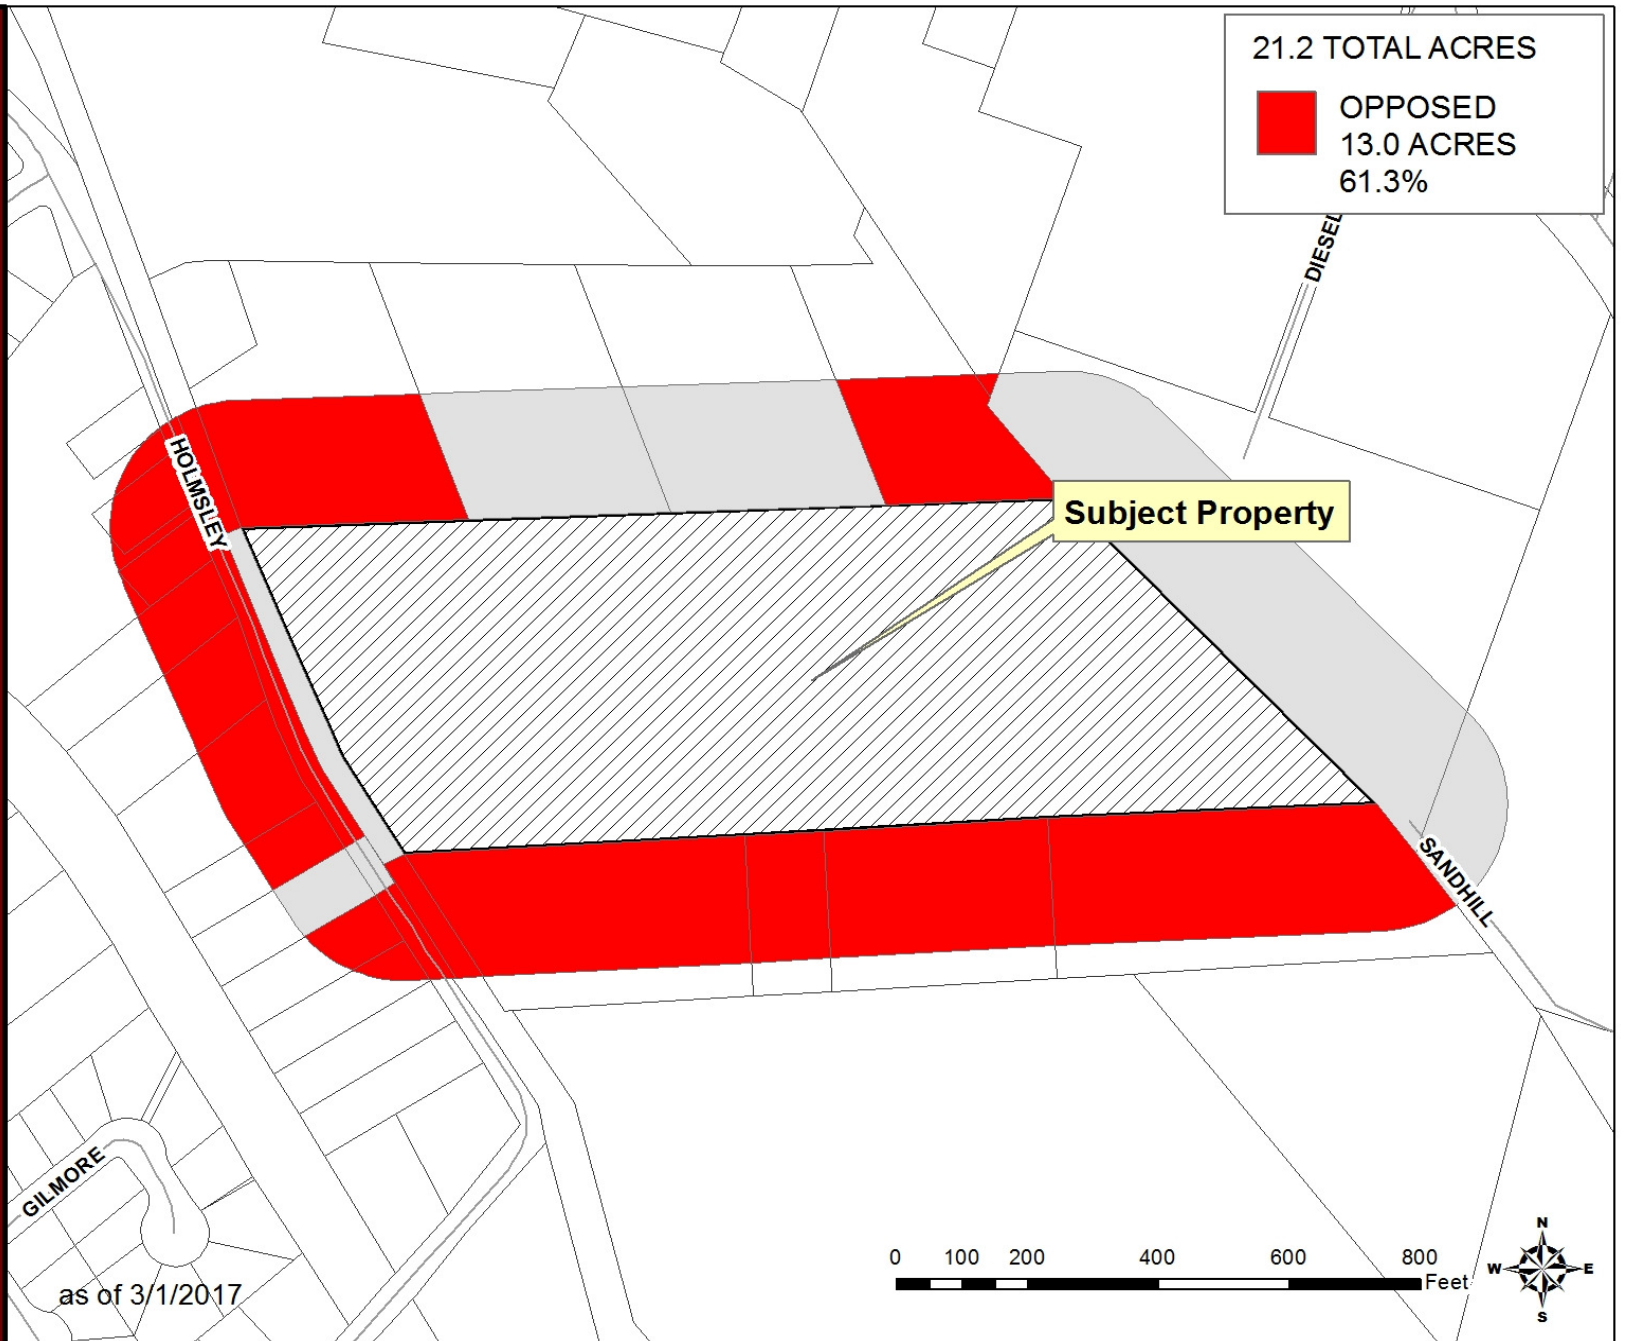 21.2 TOTAL ACRES
OPPOSED
13.0 ACRES
61.3%
DIESEL
HOLMSLEY
Subject Property
SANDHILL
GILMORE
as of 3/1/2017
0 100 200 400 600 800
Feet
N
W E
S